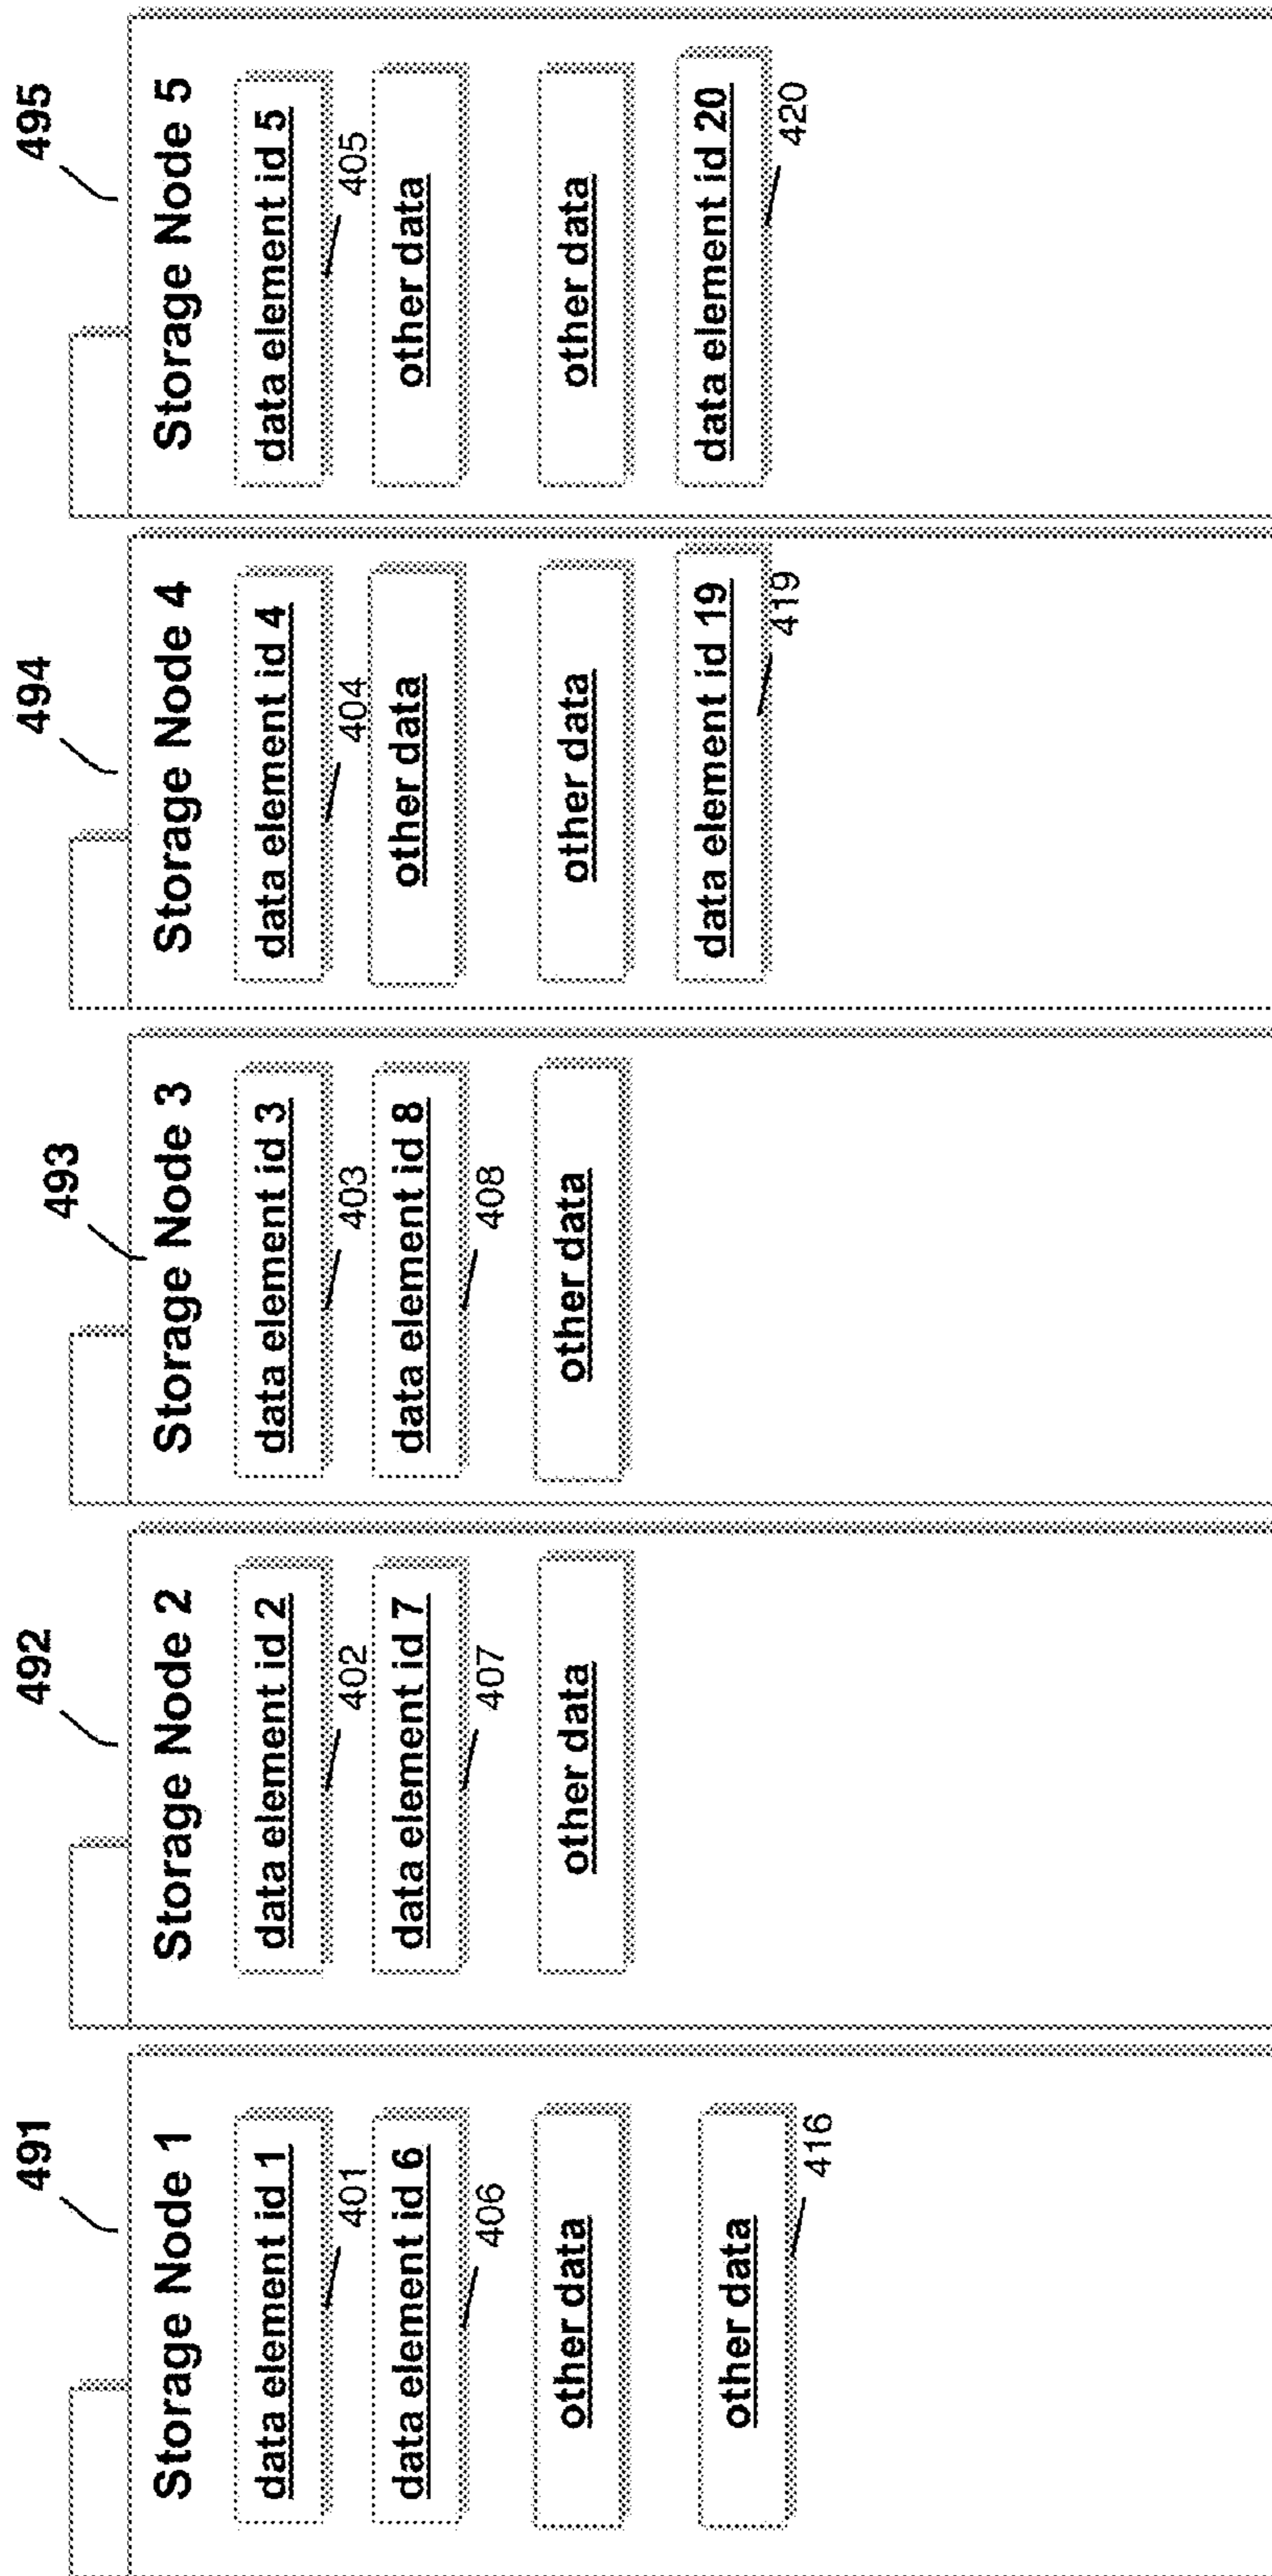 491
Storage Node 1
data element id 1
401
data element id 6
406
other data
other data
416
492
Storage Node 2
data element id 2
402
data element id 7
407
other data
493
Storage Node 3
data element id 3
403
data element id 8
408
other data
494
Storage Node 4
data element id 4
404
other data
other data
data element id 19
419
495
Storage Node 5
data element id 5
405
other data
other data
data element id 20
420